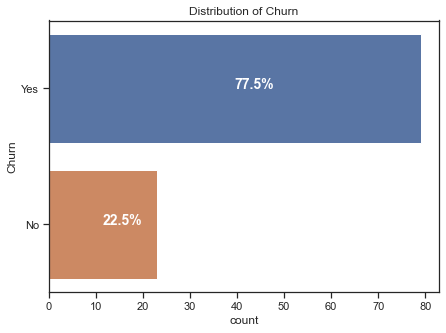 Distribution of Churn
Churn
Yes
77.5%
No
22.5%
0 10 20 30 40 50 60 70 80
count